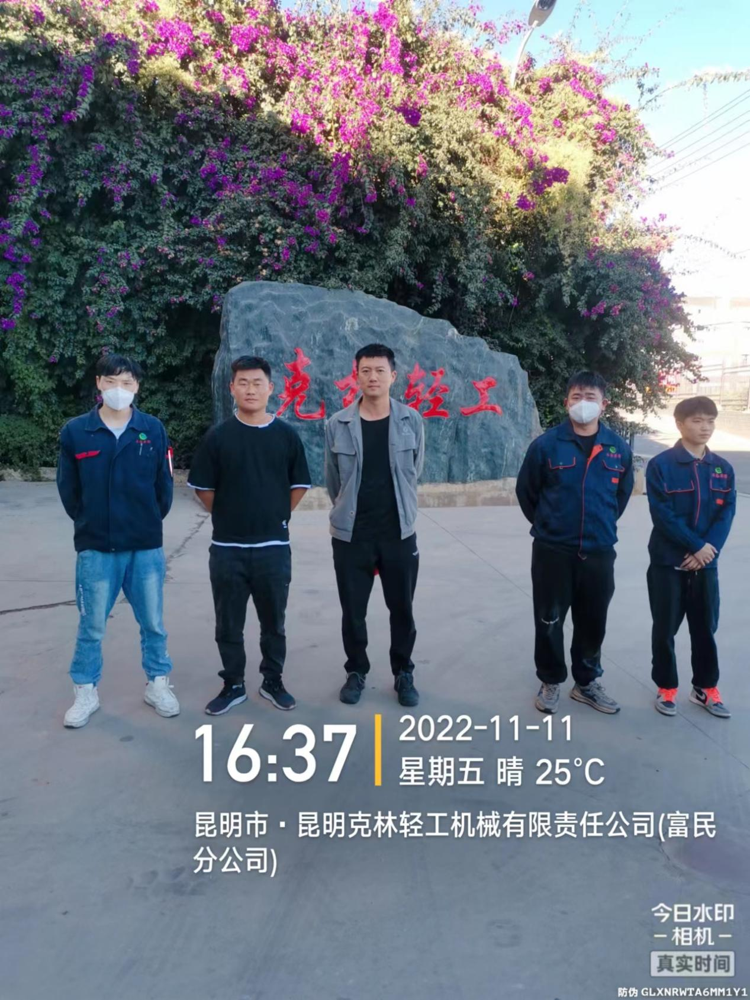 克林轻工
16:37
2022-11-11
星期五 晴 25°C
昆明市·昆明克林轻工机械有限责任公司(富民
分公司)
今日水印
-相机-
真实时间
防伪 GLXNRWTA6MM1Y1